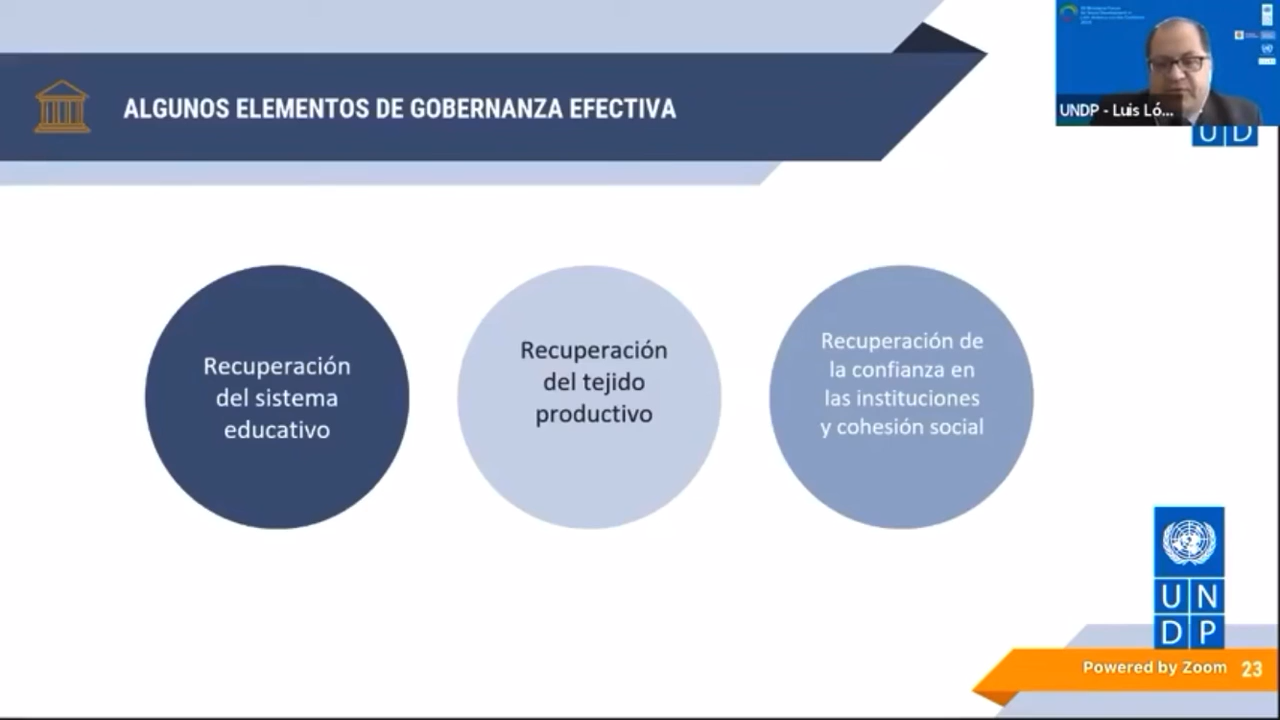 ALGUNOS ELEMENTOS DE GOBERNANZA EFECTIVA
UNDP - Luis Ló...
U D
Recuperación
del sistema
educativo
Recuperación
del tejido
productivo
Recuperación de
la confianza en
las instituciones
y cohesión social
U N
D P
Powered by Zoom 23